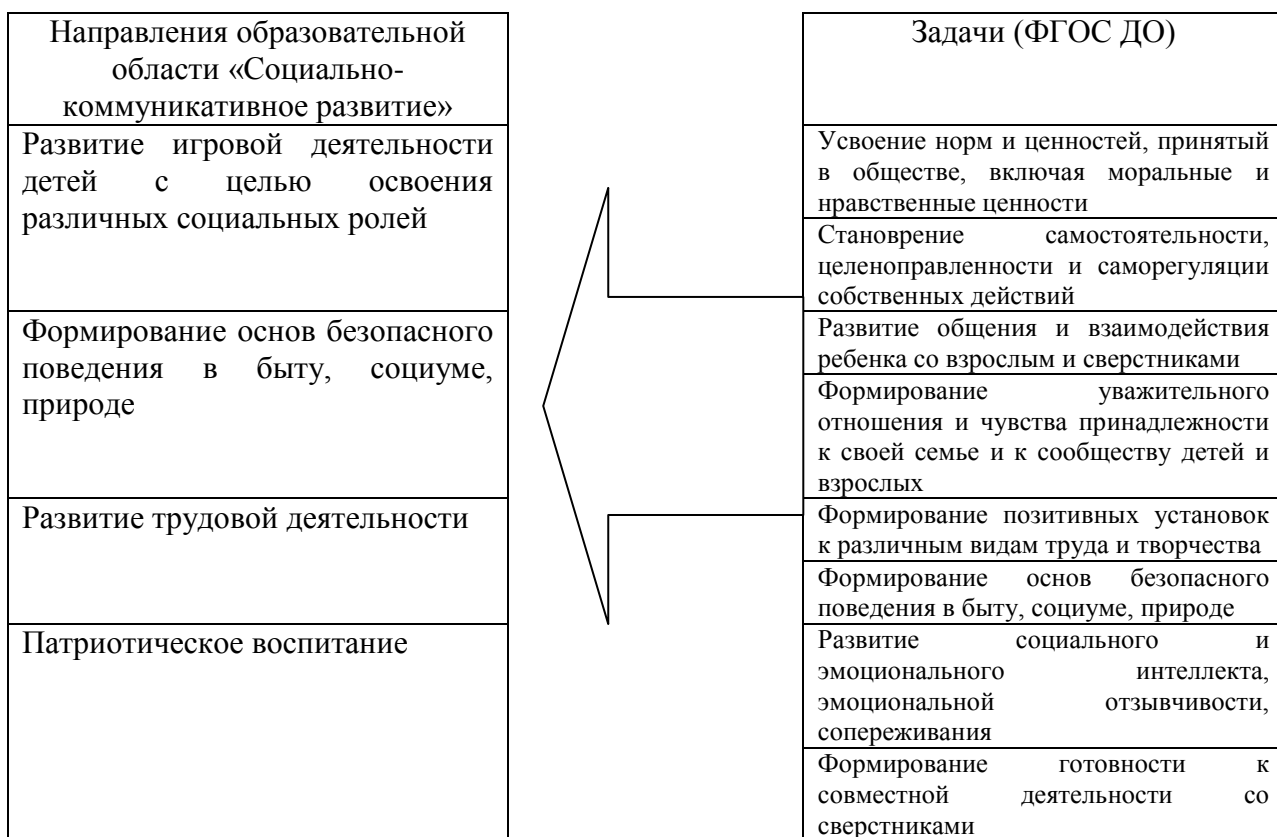 Направления образовательной
области «Социально-
коммуникативное развитие»
Развитие игровой деятельности
детей с целью освоения
различных социальных ролей
Формирование основ безопасного
поведения в быту, социуме,
природе
Развитие трудовой деятельности
Патриотическое воспитание
Задачи (ФГОС ДО)
Усвоение норм и ценностей, принятый
в обществе, включая моральные и
нравственные ценности
Становрение самостоятельности,
целеноправленности и саморегуляции
собственных действий
Развитие общения и взаимодействия
ребенка со взрослым и сверстниками
Формирование уважительного
отношения и чувства принадлежности
к своей семье и к сообществу детей и
взрослых
Формирование позитивных установок
к различным видам труда и творчества
Формирование основ безопасного
поведения в быту, социуме, природе
Развитие социального и
эмоционального интеллекта,
эмоциональной отзывчивости,
сопереживания
Формирование готовности к
совместной деятельности со
сверстниками